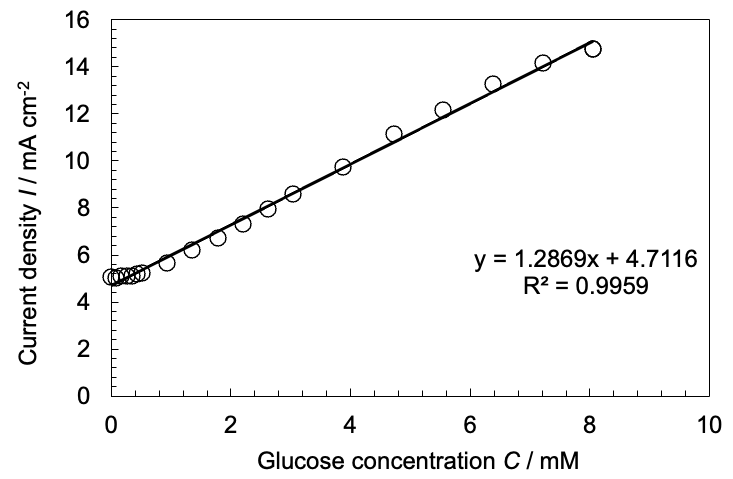 16
14
12
10
8
6
4
2
0
Current density I / mA cm-2
y = 1.2869x + 4.7116
R² = 0.9959
0 2 4 6 8 10
Glucose concentration C / mM